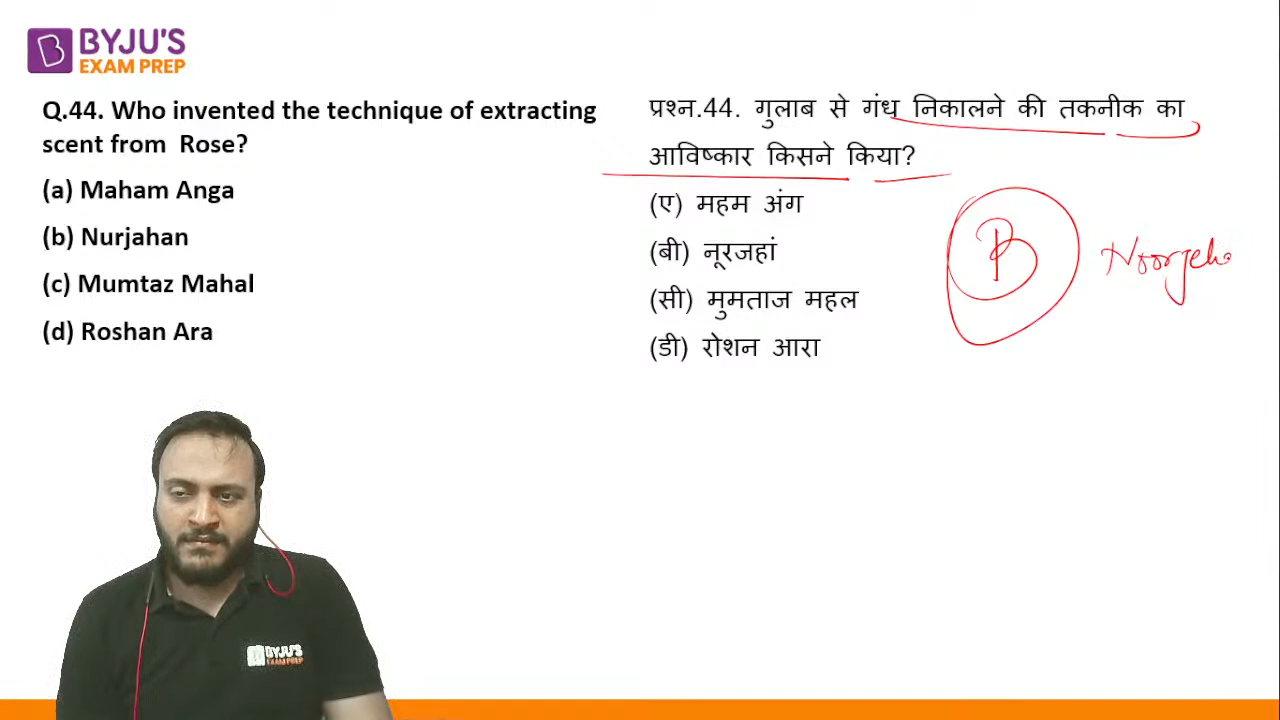 BYJU'S
EXAM PREP
Q.44. Who invented the technique of extracting
scent from Rose?
(a) Maham Anga
(b) Nurjahan
(c) Mumtaz Mahal
(d) Roshan Ara
प्रश्न.44. गुलाब से गंध निकालने की तकनीक का
आविष्कार किसने किया?
(ए) महम अंग
(बी) नूरजहां
(सी) मुमताज महल
(डी) रोशन आरा
B
BYJU'S
EXAM PREP